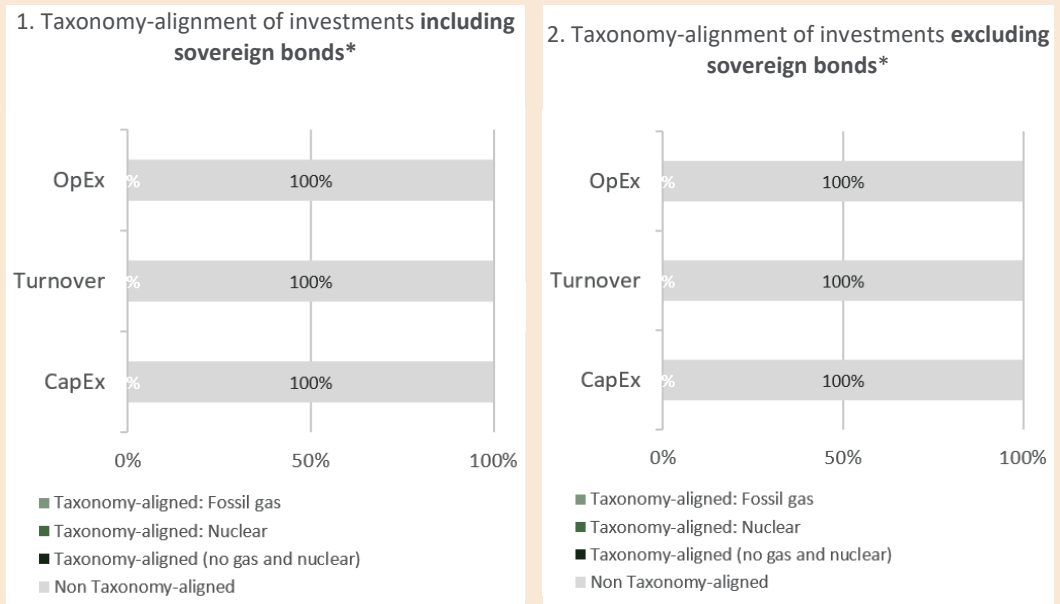 1. Taxonomy-alignment of investments including
sovereign bonds*
OpEx
%
100%
Turnover
%
100%
CapEx
%
100%
0%
50%
100%
Taxonomy-aligned: Fossil gas
Taxonomy-aligned: Nuclear
Taxonomy-aligned (no gas and nuclear)
Non Taxonomy-aligned
2. Taxonomy-alignment of investments excluding
sovereign bonds*
OpEx
%
100%
Turnover
%
100%
CapEx
%
100%
0%
50%
100%
Taxonomy-aligned: Fossil gas
Taxonomy-aligned: Nuclear
Taxonomy-aligned (no gas and nuclear)
Non Taxonomy-aligned